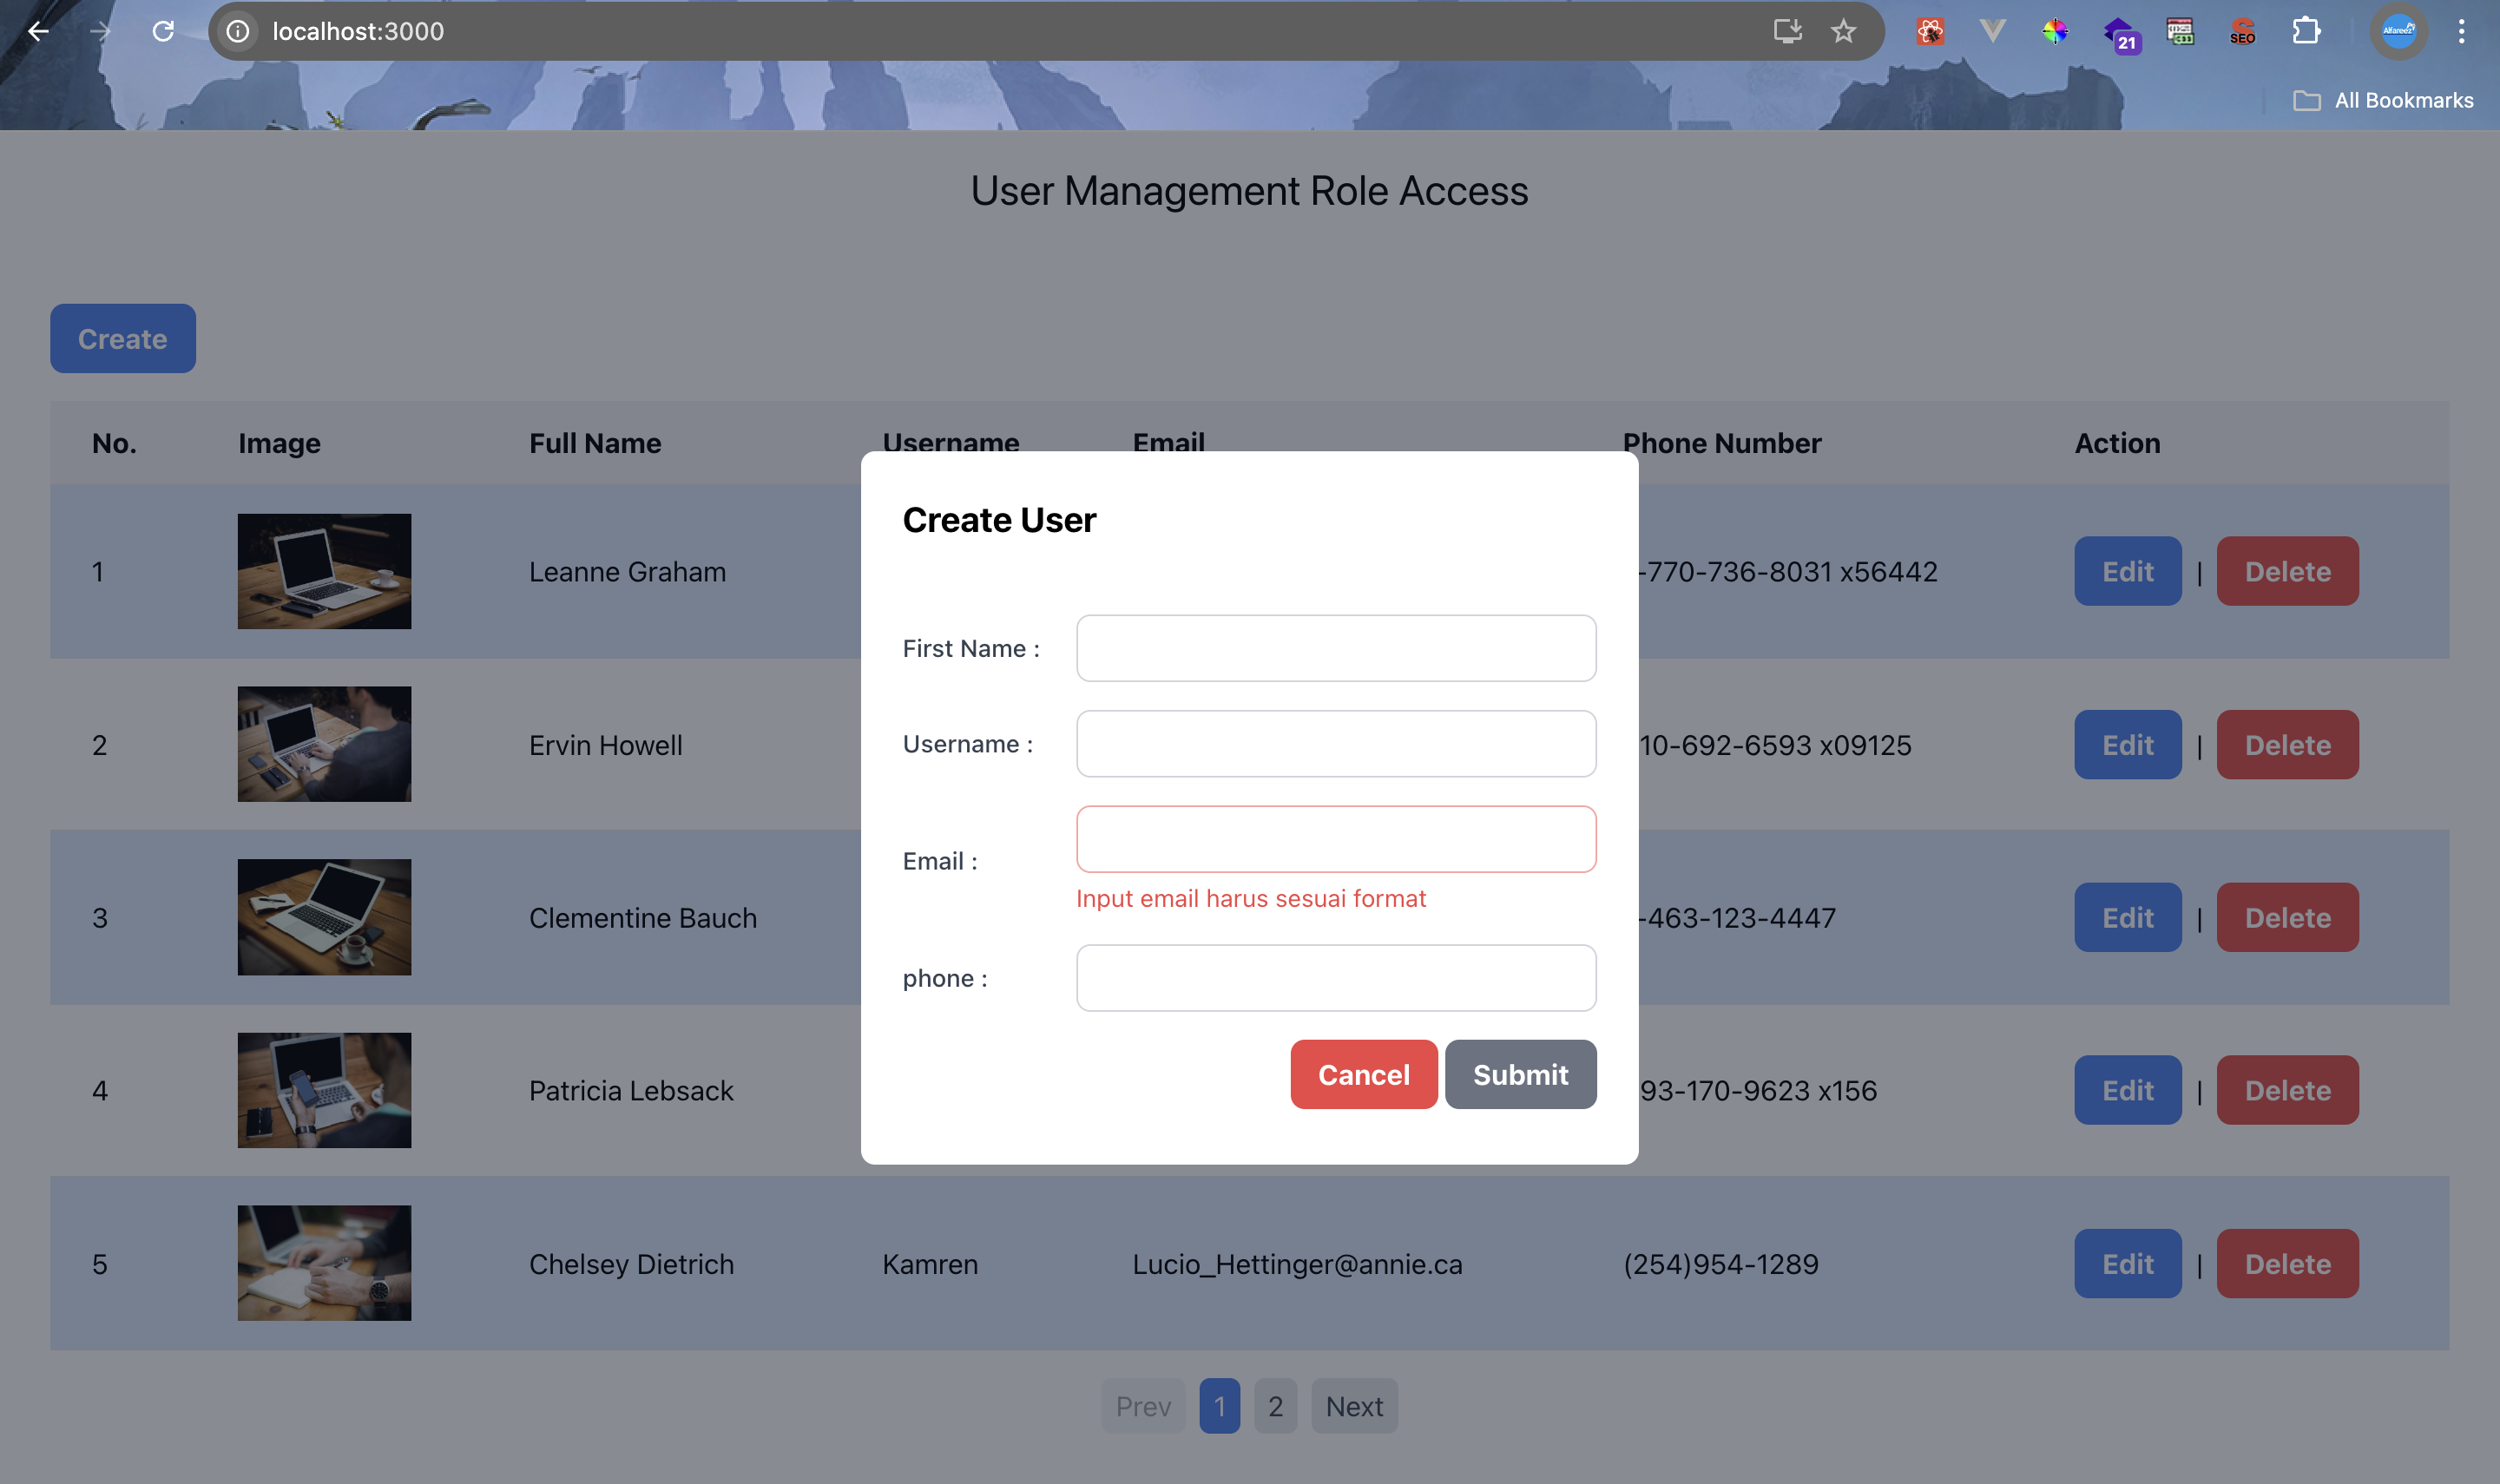 localhost:3000
21
SEO
Alfareez
All Bookmarks
User Management Role Access
Create
No. Image Full Name Username Email Phone Number Action
Create User
1 Leanne Graham -770-736-8031 x56442 Edit | Delete
First Name :
2 Ervin Howell 10-692-6593 x09125 Edit | Delete
Username :
Email :
Input email harus sesuai format
3 Clementine Bauch -463-123-4447 Edit | Delete
phone :
Cancel Submit
4 Patricia Lebsack 93-170-9623 x156 Edit | Delete
5 Chelsey Dietrich Kamren Lucio_Hettinger@annie.ca (254)954-1289 Edit | Delete
Prev 1 2 Next